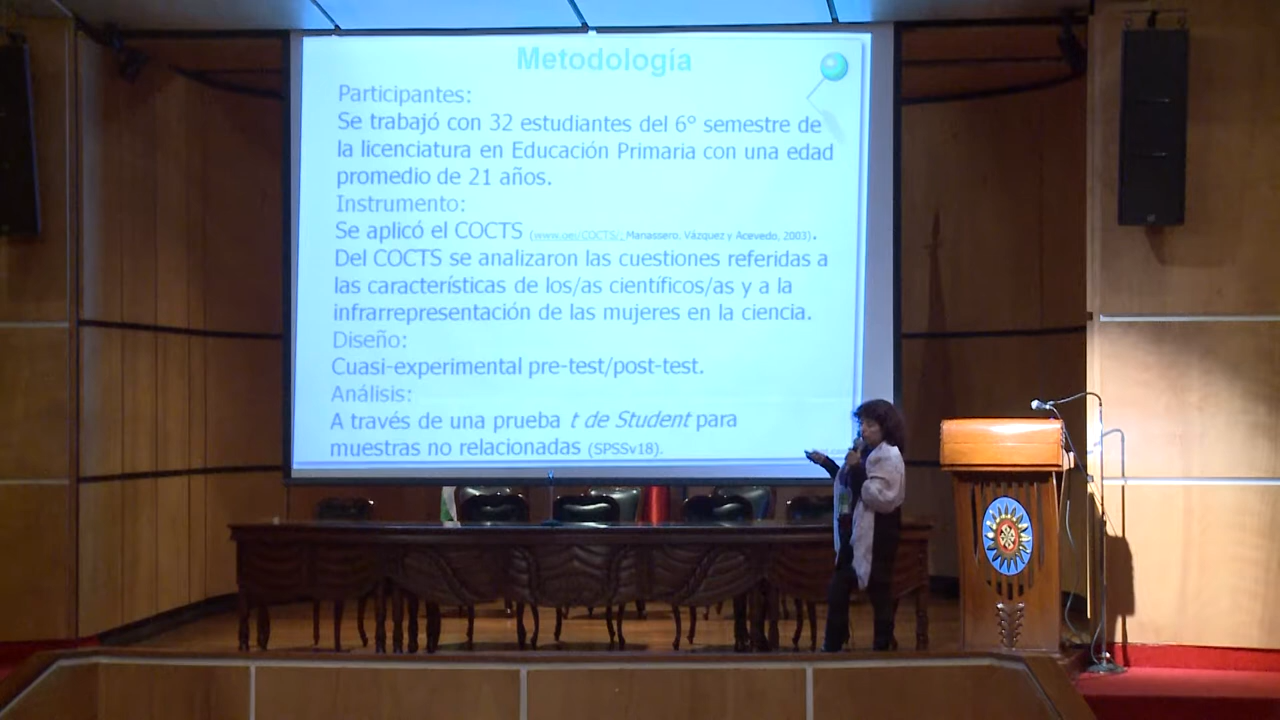 Metodología
Participantes:
Se trabajó con 32 estudiantes del 6° semestre de
la licenciatura en Educación Primaria con una edad
promedio de 21 años.
Instrumento:
Se aplicó el COCTS (www.oei/COCTS/, Manassero, Vázquez y Acevedo, 2003).
Del COCTS se analizaron las cuestiones referidas a
las características de los/as científicos/as y a la
infrarrepresentación de las mujeres en la ciencia.
Diseño:
Cuasi-experimental pre-test/post-test.
Análisis:
A través de una prueba t de Student para
muestras no relacionadas (SPSSv18).